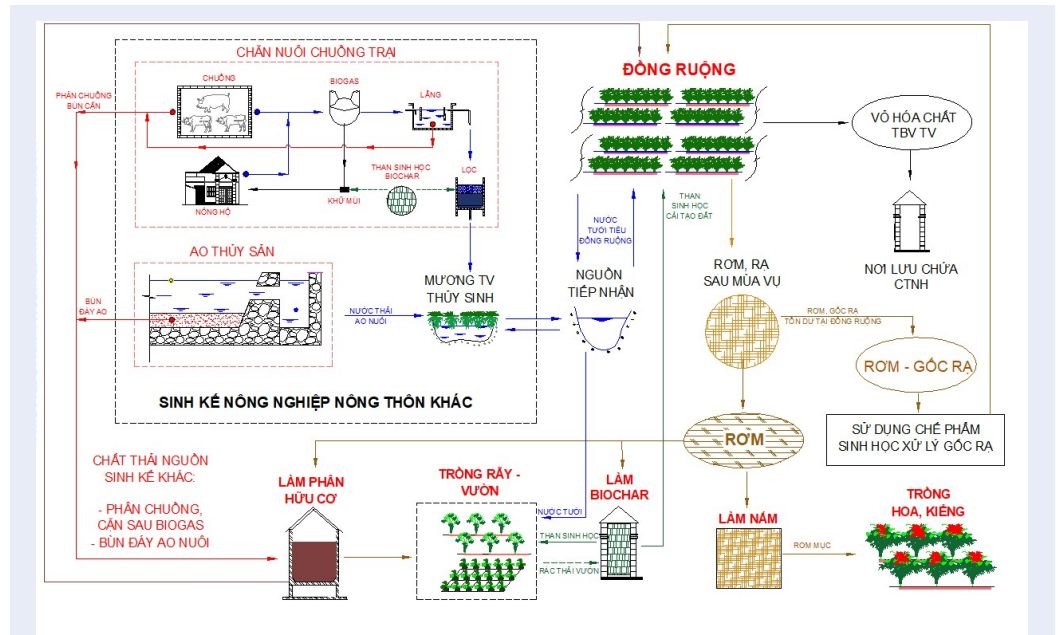 CHĂN NUÔI CHUỒNG TRẠI
CHUỒNG
BIOGAS
LẮNG
PHÂN CHUỒNG
BÙN CẶN
THAN SINH HỌC
BIOCHAR
LỌC
NÔNG HỘ
KHỬ MÙI
AO THỦY SẢN
BÙN
ĐÁY AO
NƯỚC THẢI
AO NUÔI
MƯƠNG TV
THỦY SINH
SINH KẾ NÔNG NGHIỆP NÔNG THÔN KHÁC
ĐỒNG RUỘNG
VỎ HÓA CHẤT
TBV TV
NƠI LƯU CHỨA
CTNH
NƯỚC
TƯỚI TIÊU
ĐỒNG RUỘNG
THAN
SINH HỌC
CẢI TẠO ĐẤT
NGUỒN
TIẾP NHẬN
RƠM, RẠ
SAU MÙA VỤ
RƠM, GỐC RẠ
TỒN DƯ TẠI ĐỒNG RUỘNG
RƠM - GỐC RẠ
SỬ DỤNG CHẾ PHẨM
SINH HỌC XỬ LÝ GỐC RẠ
RƠM
CHẤT THẢI NGUỒN
SINH KẾ KHÁC:
- PHÂN CHUỒNG,
CẶN SAU BIOGAS
- BÙN ĐÁY AO NUÔI
LÀM PHÂN
HỮU CƠ
TRỒNG RẪY -
VƯỜN
NƯỚC TƯỚI
THAN SINH HỌC
RÁC THẢI VƯỜN
LÀM
BIOCHAR
LÀM NẤM
RƠM MỤC
TRỒNG
HOA, KIỂNG